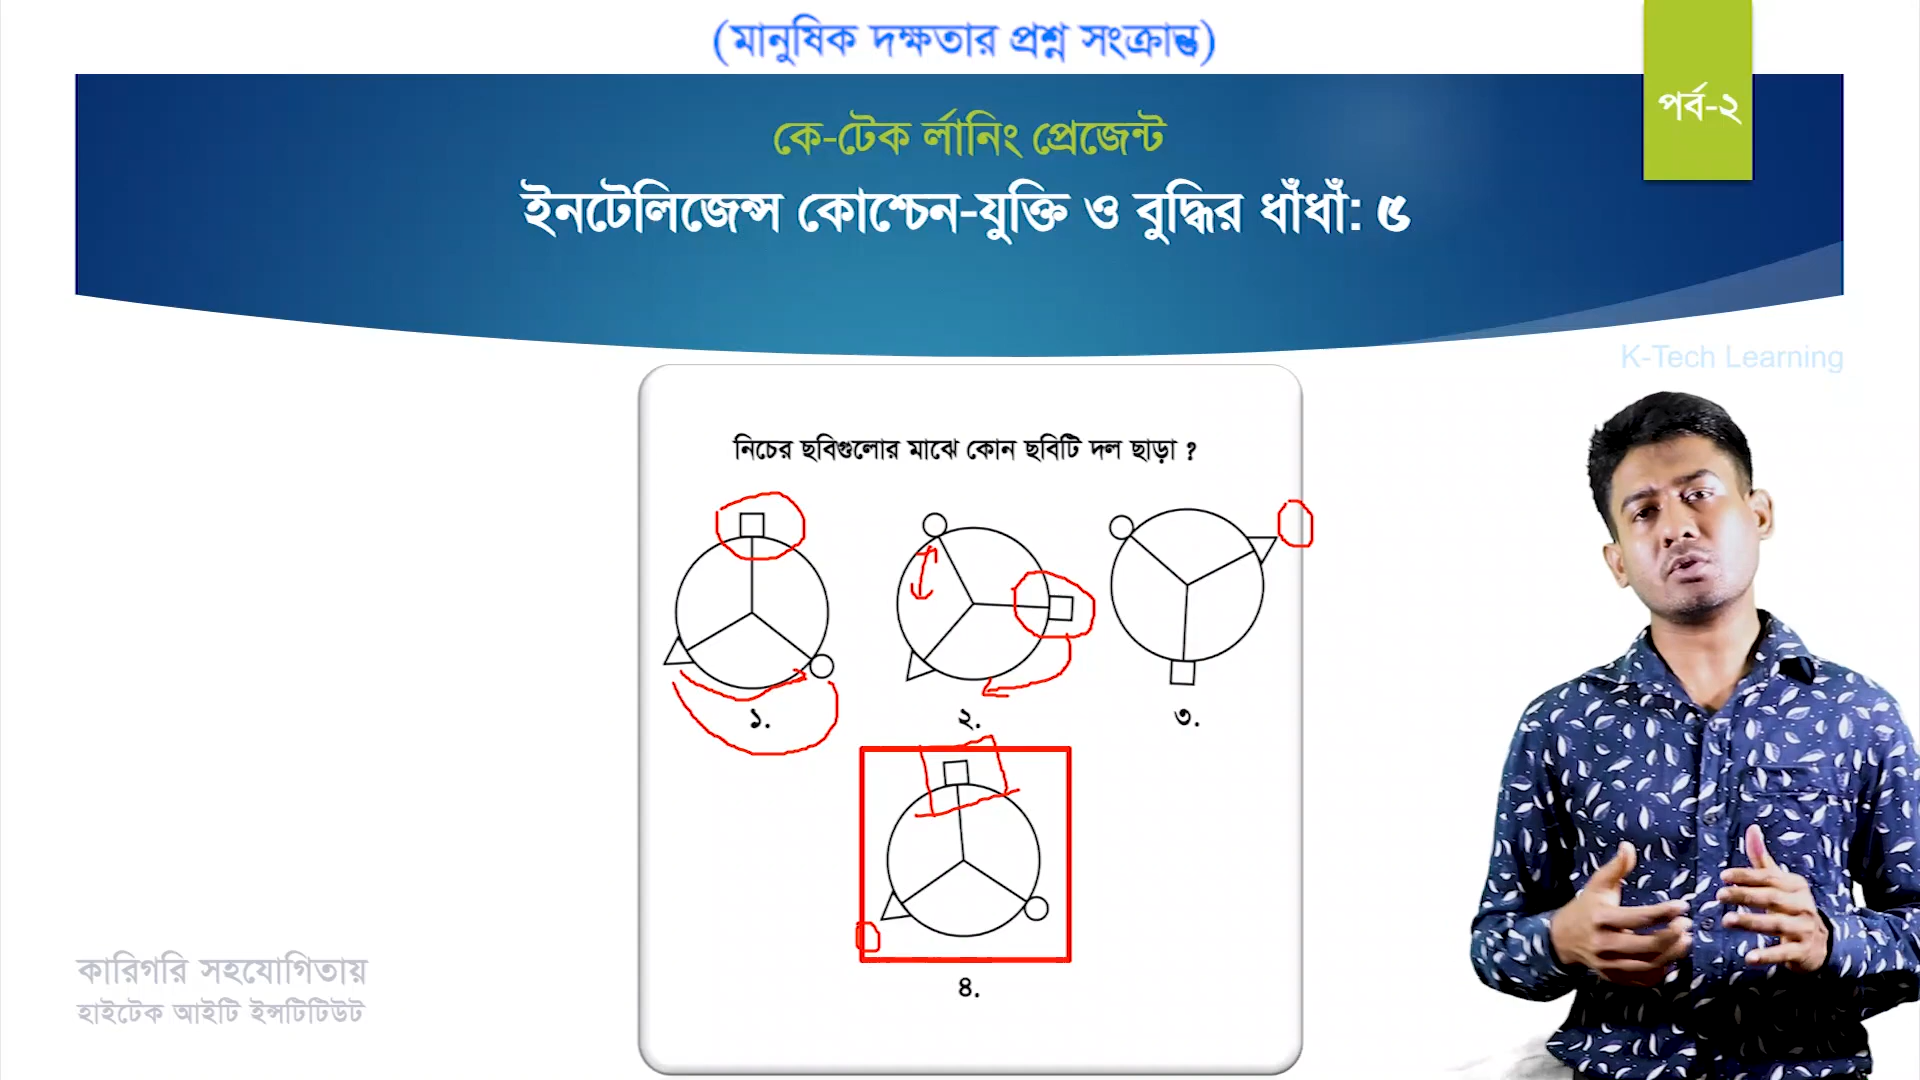 (মানুষিক দক্ষতার প্রশ্ন সংক্রান্ত)
পর্ব-২
কে-টেক র্লানিং প্রেজেন্ট
ইনটেলিজেন্স কোশ্চেন-যুক্তি ও বুদ্ধির ধাঁধাঁ: ৫
K-Tech Learning
নিচের ছবিগুলোর মাঝে কোন ছবিটি দল ছাড়া ?
১.
২.
৩.
৪.
কারিগরি সহযোগিতায়
হাইটেক আইটি ইন্সটিটিউট